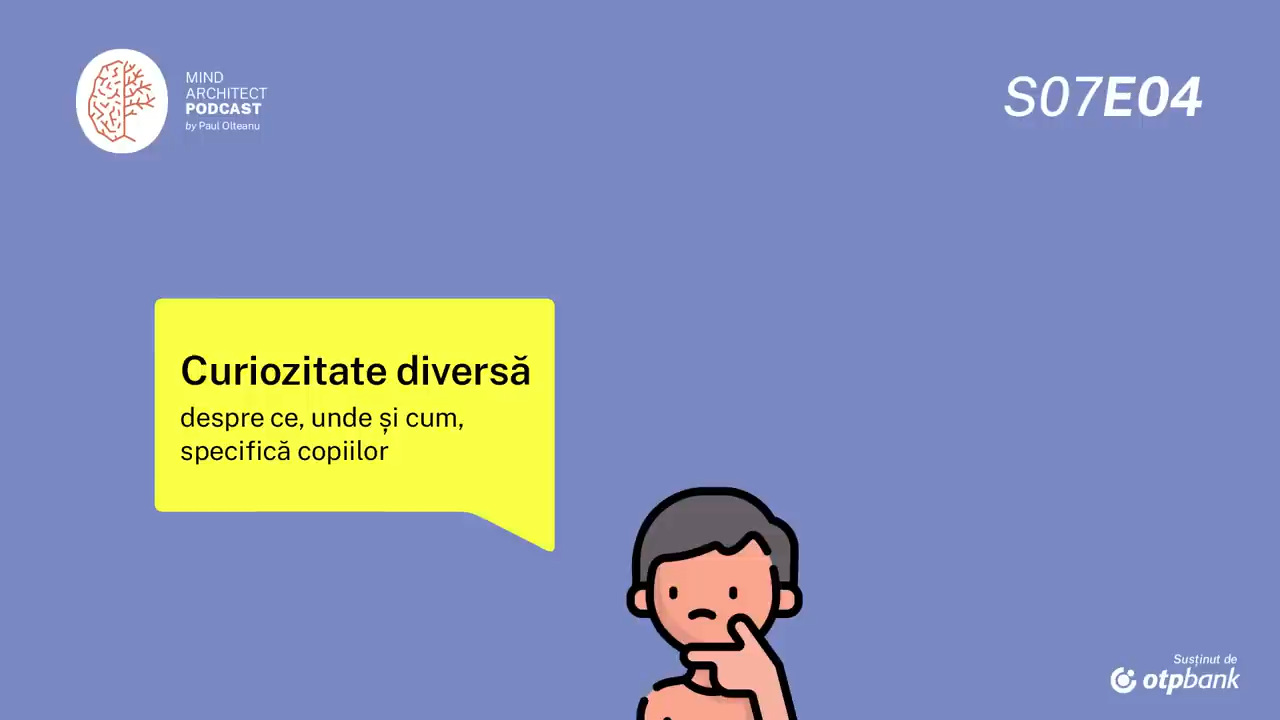 MIND
ARCHITECT
PODCAST
by Paul Olteanu
S07E04
Curiozitate diversă
despre ce, unde și cum,
specifică copiilor
Susținut de
otpbank